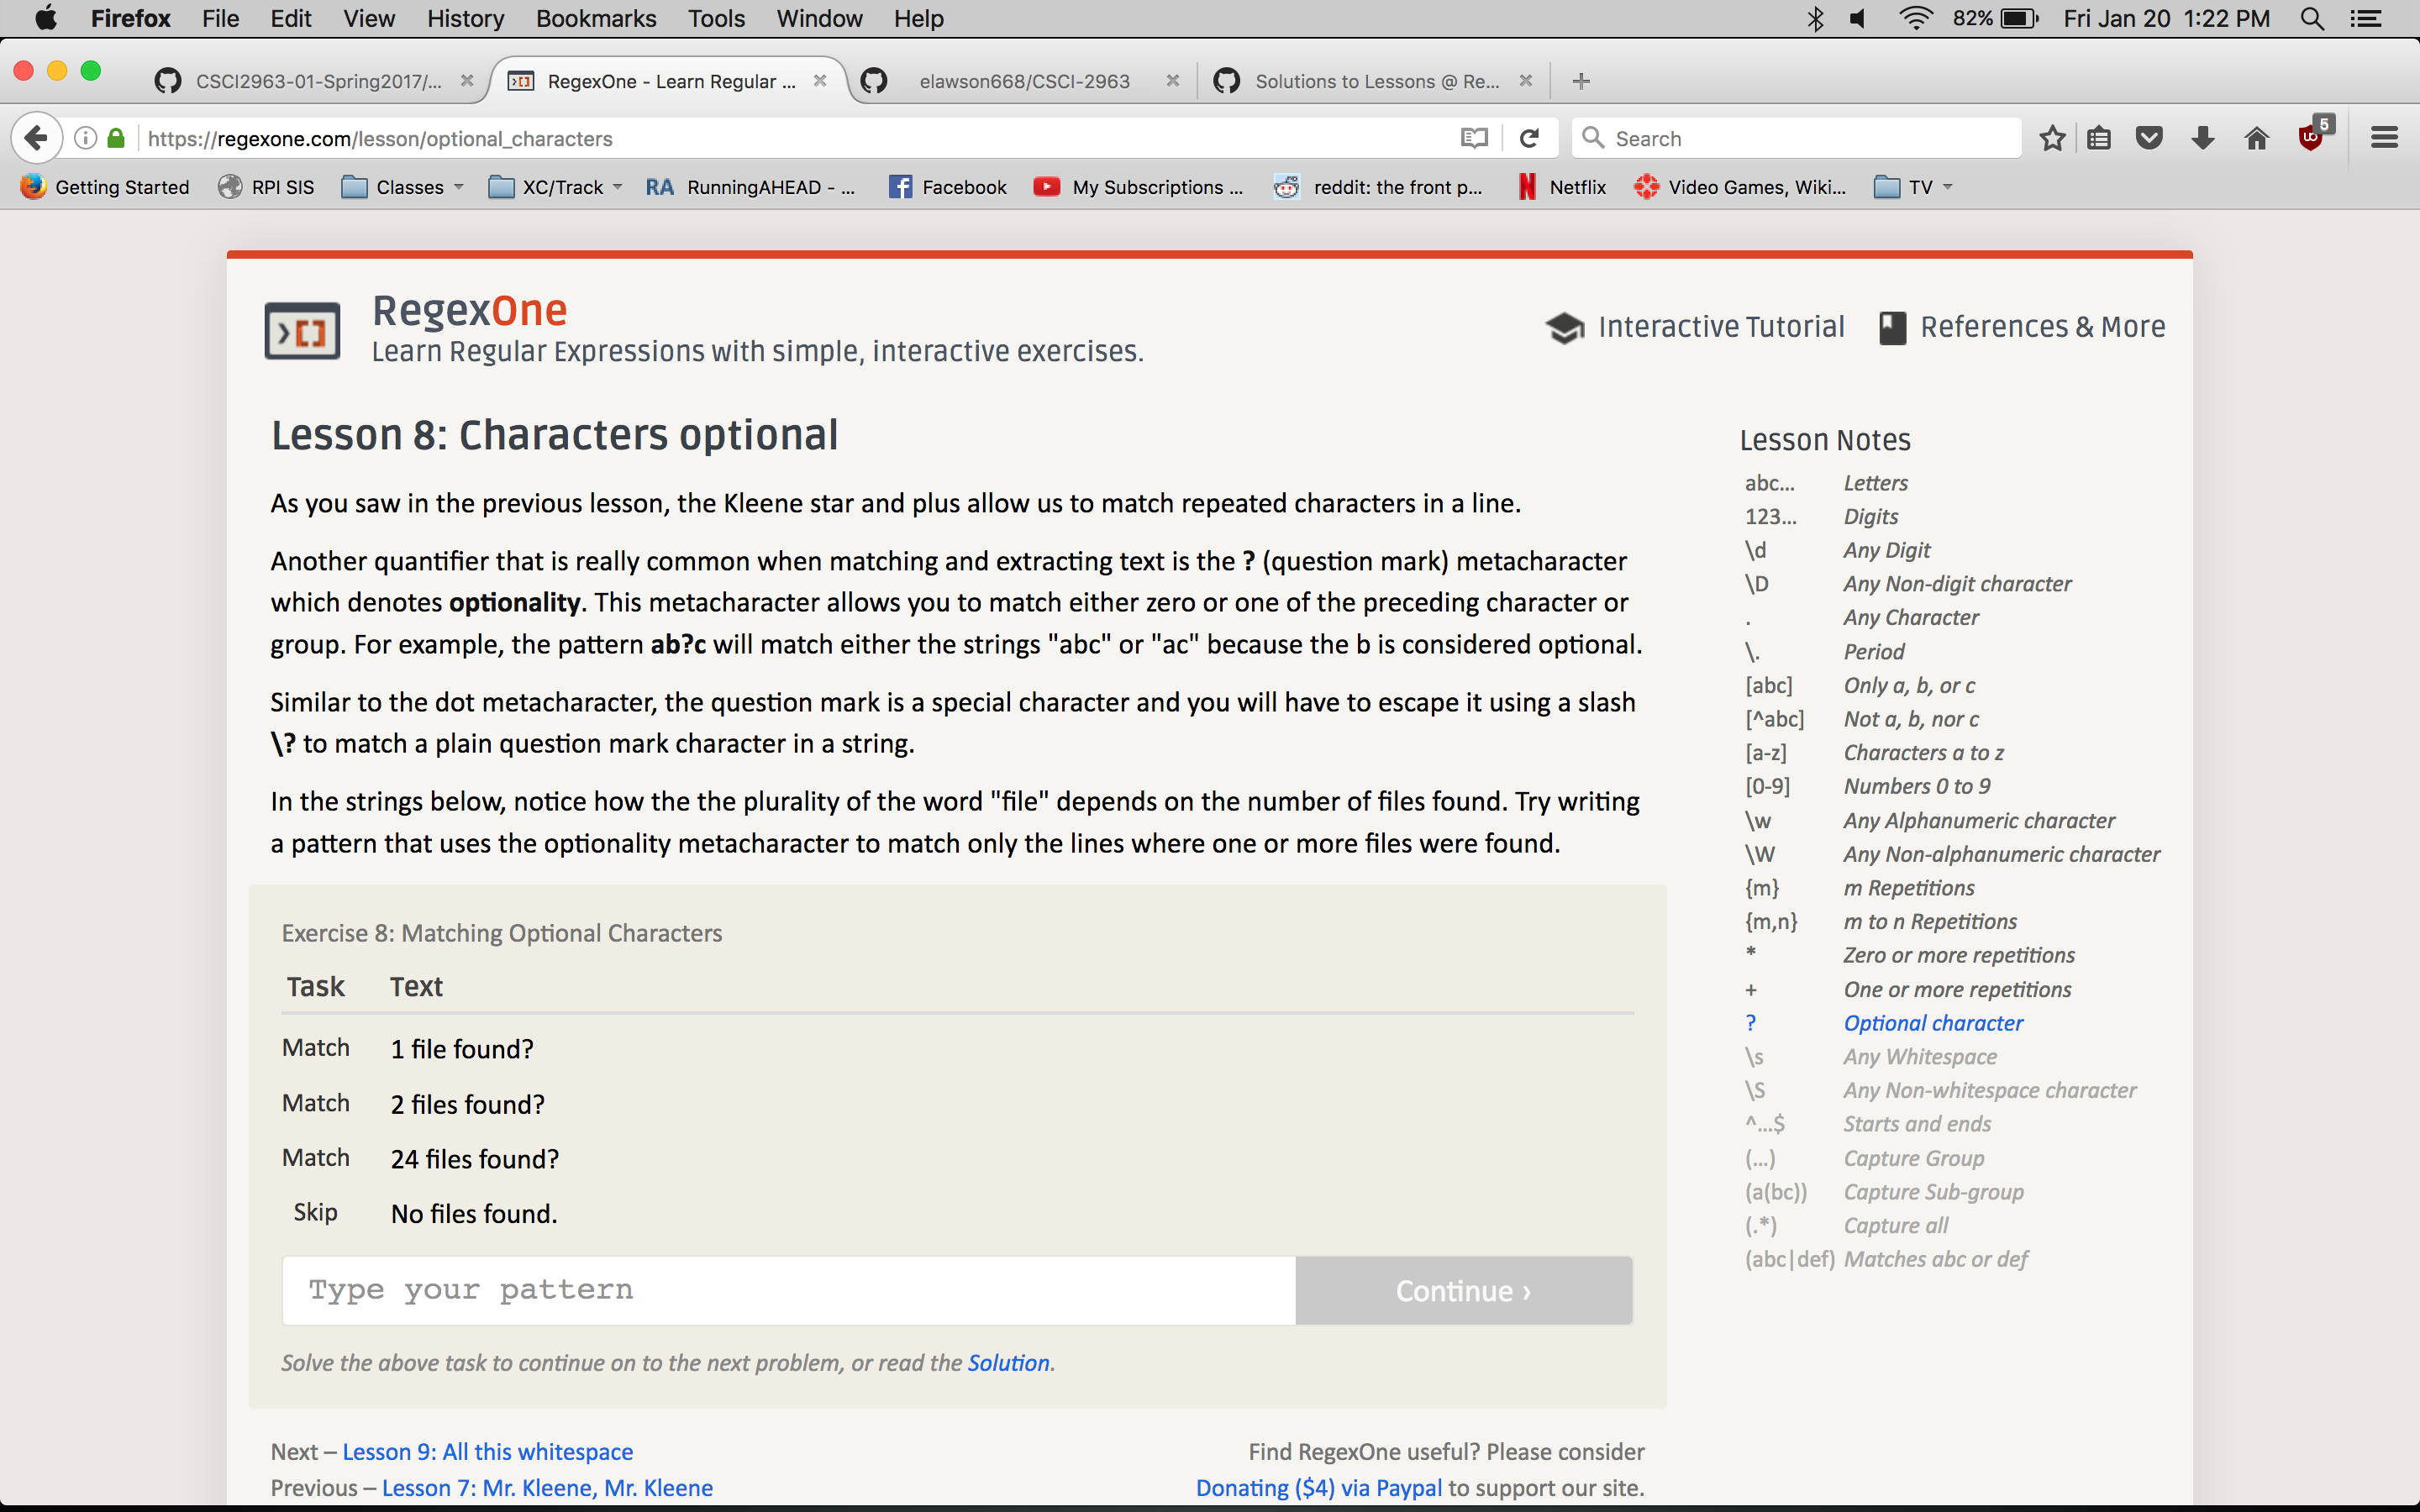 Firefox File Edit View History Bookmarks Tools Window Help 82% Fri Jan 20 1:22 PM
CSCI2963-01-Spring2017/... RegexOne - Learn Regular ... elawson668/CSCI-2963 Solutions to Lessons @ Re...
https://regexone.com/lesson/optional_characters Search 5
Getting Started RPI SIS Classes XC/Track RA RunningAHEAD - ... Facebook My Subscriptions ... reddit: the front p... Netflix Video Games, Wiki... TV
RegexOne
Learn Regular Expressions with simple, interactive exercises.
Interactive Tutorial References & More
Lesson 8: Characters optional
As you saw in the previous lesson, the Kleene star and plus allow us to match repeated characters in a line.
Another quantifier that is really common when matching and extracting text is the ? (question mark) metacharacter
which denotes optionality. This metacharacter allows you to match either zero or one of the preceding character or
group. For example, the pattern ab?c will match either the strings "abc" or "ac" because the b is considered optional.
Similar to the dot metacharacter, the question mark is a special character and you will have to escape it using a slash
\? to match a plain question mark character in a string.
In the strings below, notice how the the plurality of the word "file" depends on the number of files found. Try writing
a pattern that uses the optionality metacharacter to match only the lines where one or more files were found.
Exercise 8: Matching Optional Characters
Task Text
Match 1 file found?
Match 2 files found?
Match 24 files found?
Skip No files found.
Type your pattern Continue ›
Solve the above task to continue on to the next problem, or read the Solution.
Next – Lesson 9: All this whitespace
Previous – Lesson 7: Mr. Kleene, Mr. Kleene
Find RegexOne useful? Please consider
Donating ($4) via Paypal to support our site.
Lesson Notes
abc... Letters
123... Digits
\d Any Digit
\D Any Non-digit character
. Any Character
\. Period
[abc] Only a, b, or c
[^abc] Not a, b, nor c
[a-z] Characters a to z
[0-9] Numbers 0 to 9
\w Any Alphanumeric character
\W Any Non-alphanumeric character
{m} m Repetitions
{m,n} m to n Repetitions
* Zero or more repetitions
+ One or more repetitions
? Optional character
\s Any Whitespace
\S Any Non-whitespace character
^...$ Starts and ends
(...) Capture Group
(a(bc)) Capture Sub-group
(.*) Capture all
(abc|def) Matches abc or def